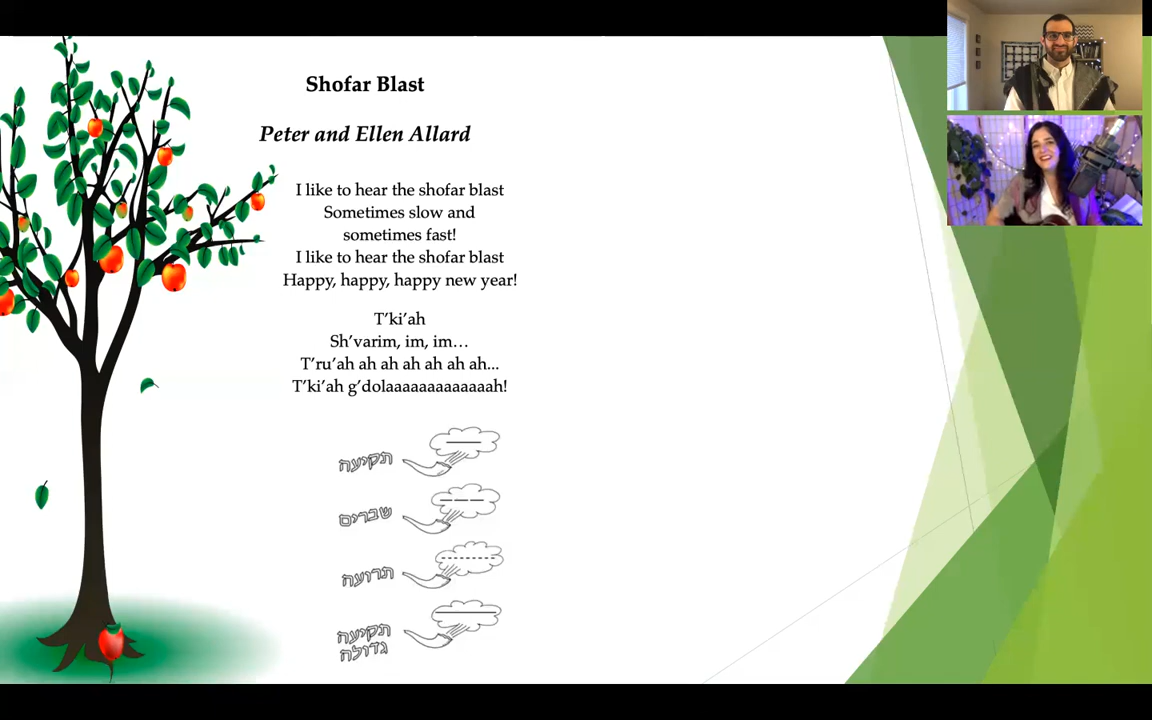 Shofar Blast
Peter and Ellen Allard
I like to hear the shofar blast
Sometimes slow and
sometimes fast!
I like to hear the shofar blast
Happy, happy, happy new year!
T'ki'ah
Sh'varim, im, im...
T'ru'ah ah ah ah ah ah ah...
T'ki'ah g'dolaaaaaaaaaaaaah!
תקיעה
שברים
תרועה
תקיעה
גדולה